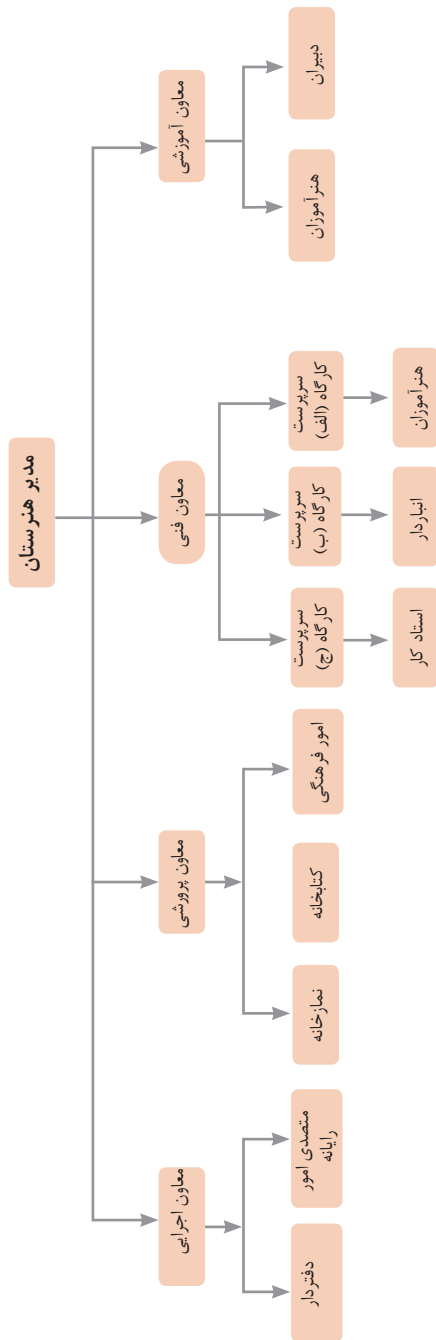 مدیر هنرستان
معاون آموزشی
معاون فنی
معاون پرورشی
معاون اجرایی
دبیران
هنرآموزان
سرپرست
کارگاه (الف)
سرپرست
کارگاه (ب)
سرپرست
کارگاه (ج)
امور فرهنگی
کتابخانه
نمازخانه
متصدی امور
رایانه
دفتردار
هنرآموزان
انباردار
استاد کار